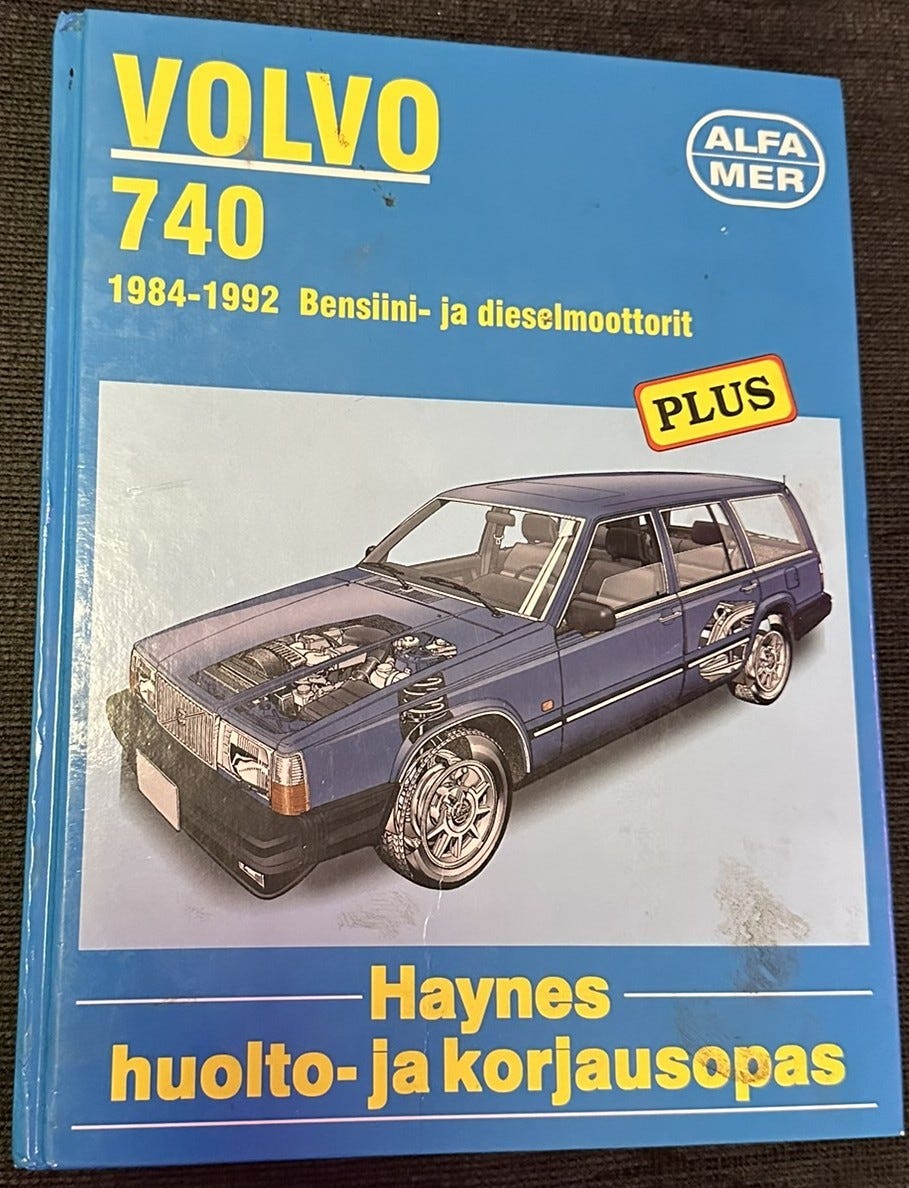 VOLVO
740
1984-1992 Bensiini- ja dieselmoottorit
ALFA
MER
PLUS
Haynes
huolto- ja korjausopas